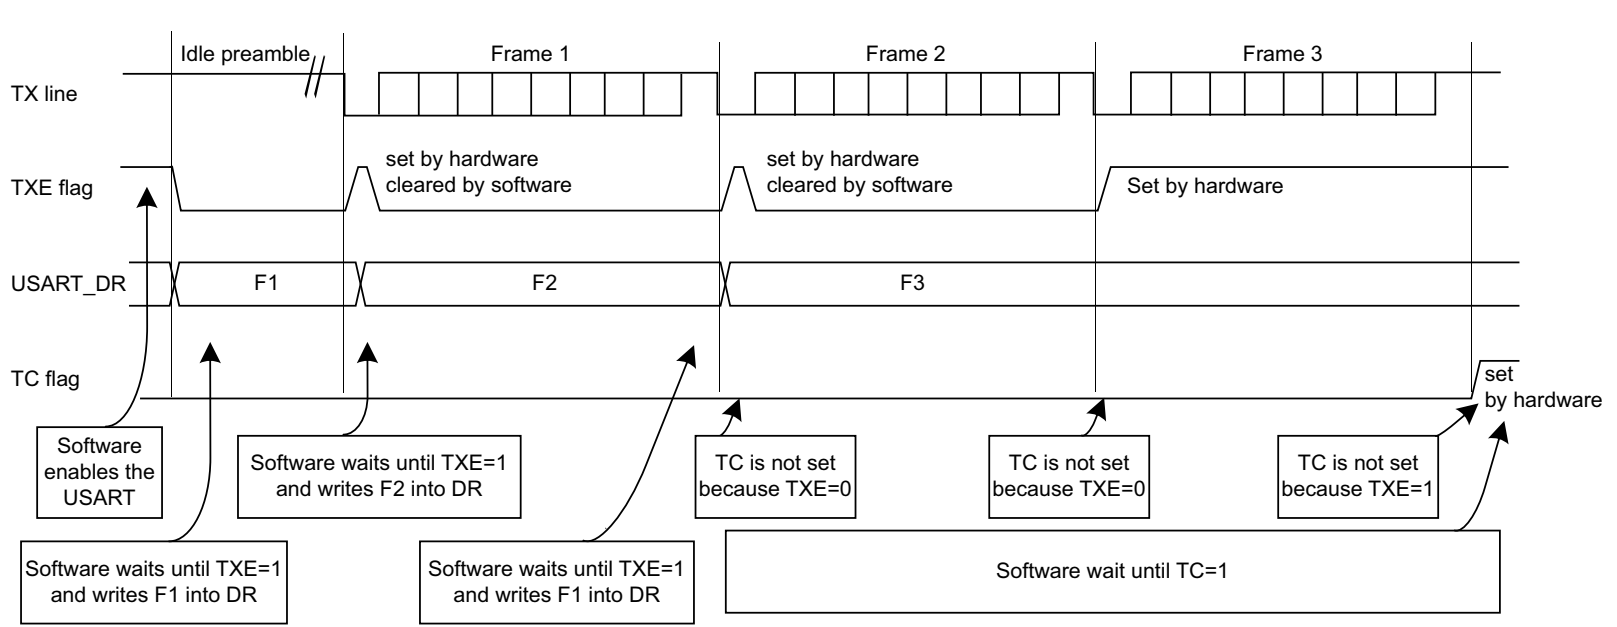 Idle preamble
Frame 1
Frame 2
Frame 3
TX line
set by hardware
cleared by software
set by hardware
cleared by software
TXE flag
Set by hardware
USART_DR
F1
F2
F3
TC flag
set
by hardware
Software
enables the
USART
Software waits until TXE=1
and writes F2 into DR
TC is not set
because TXE=0
TC is not set
because TXE=0
TC is not set
because TXE=1
Software waits until TXE=1
and writes F1 into DR
Software waits until TXE=1
and writes F1 into DR
Software wait until TC=1